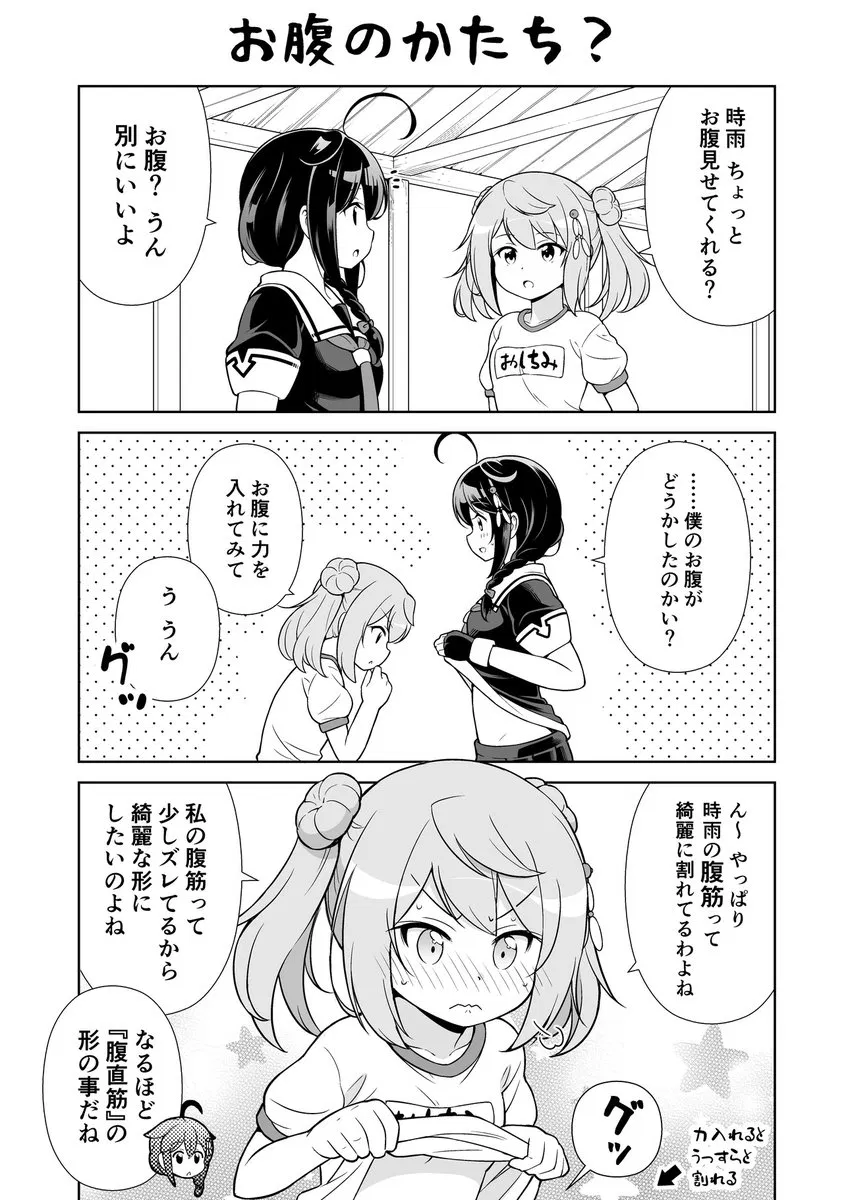 お腹のかたち？
時雨 ちょっと
お腹見せてくれる？
お腹？ うん
別にいいよ
おしちみ
……僕のお腹が
どうかしたのかい？
お腹に力を
入れてみて
う うん
グッ
ん〜 やっぱり
時雨の腹筋って
綺麗に割れてるわよね
私の腹筋って
少しズレてるから
綺麗な形に
したいのよね
グッ
力入れると
うっすらと
割れる
なるほど
『腹直筋』の
形の事だね